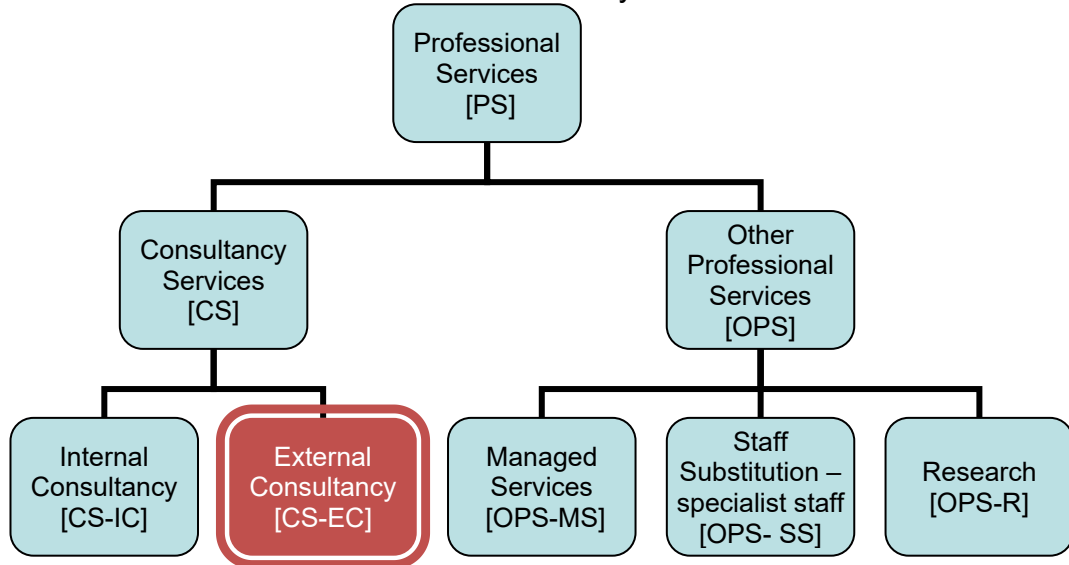 Professional
Services
[PS]
Consultancy
Services
[CS]
Other
Professional
Services
[OPS]
Internal
Consultancy
[CS-IC]
External
Consultancy
[CS-EC]
Managed
Services
[OPS-MS]
Staff
Substitution –
specialist staff
[OPS- SS]
Research
[OPS-R]